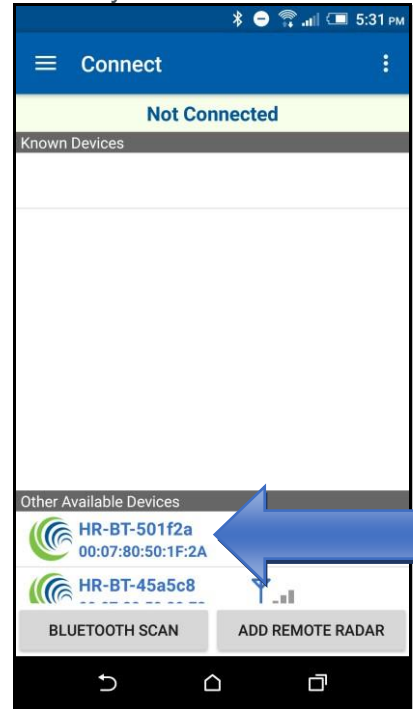 5:31 PM
Connect
Not Connected
Known Devices
Other Available Devices
HR-BT-501f2a
00:07:80:50:1F:2A
HR-BT-45a5c8
BLUETOOTH SCAN ADD REMOTE RADAR